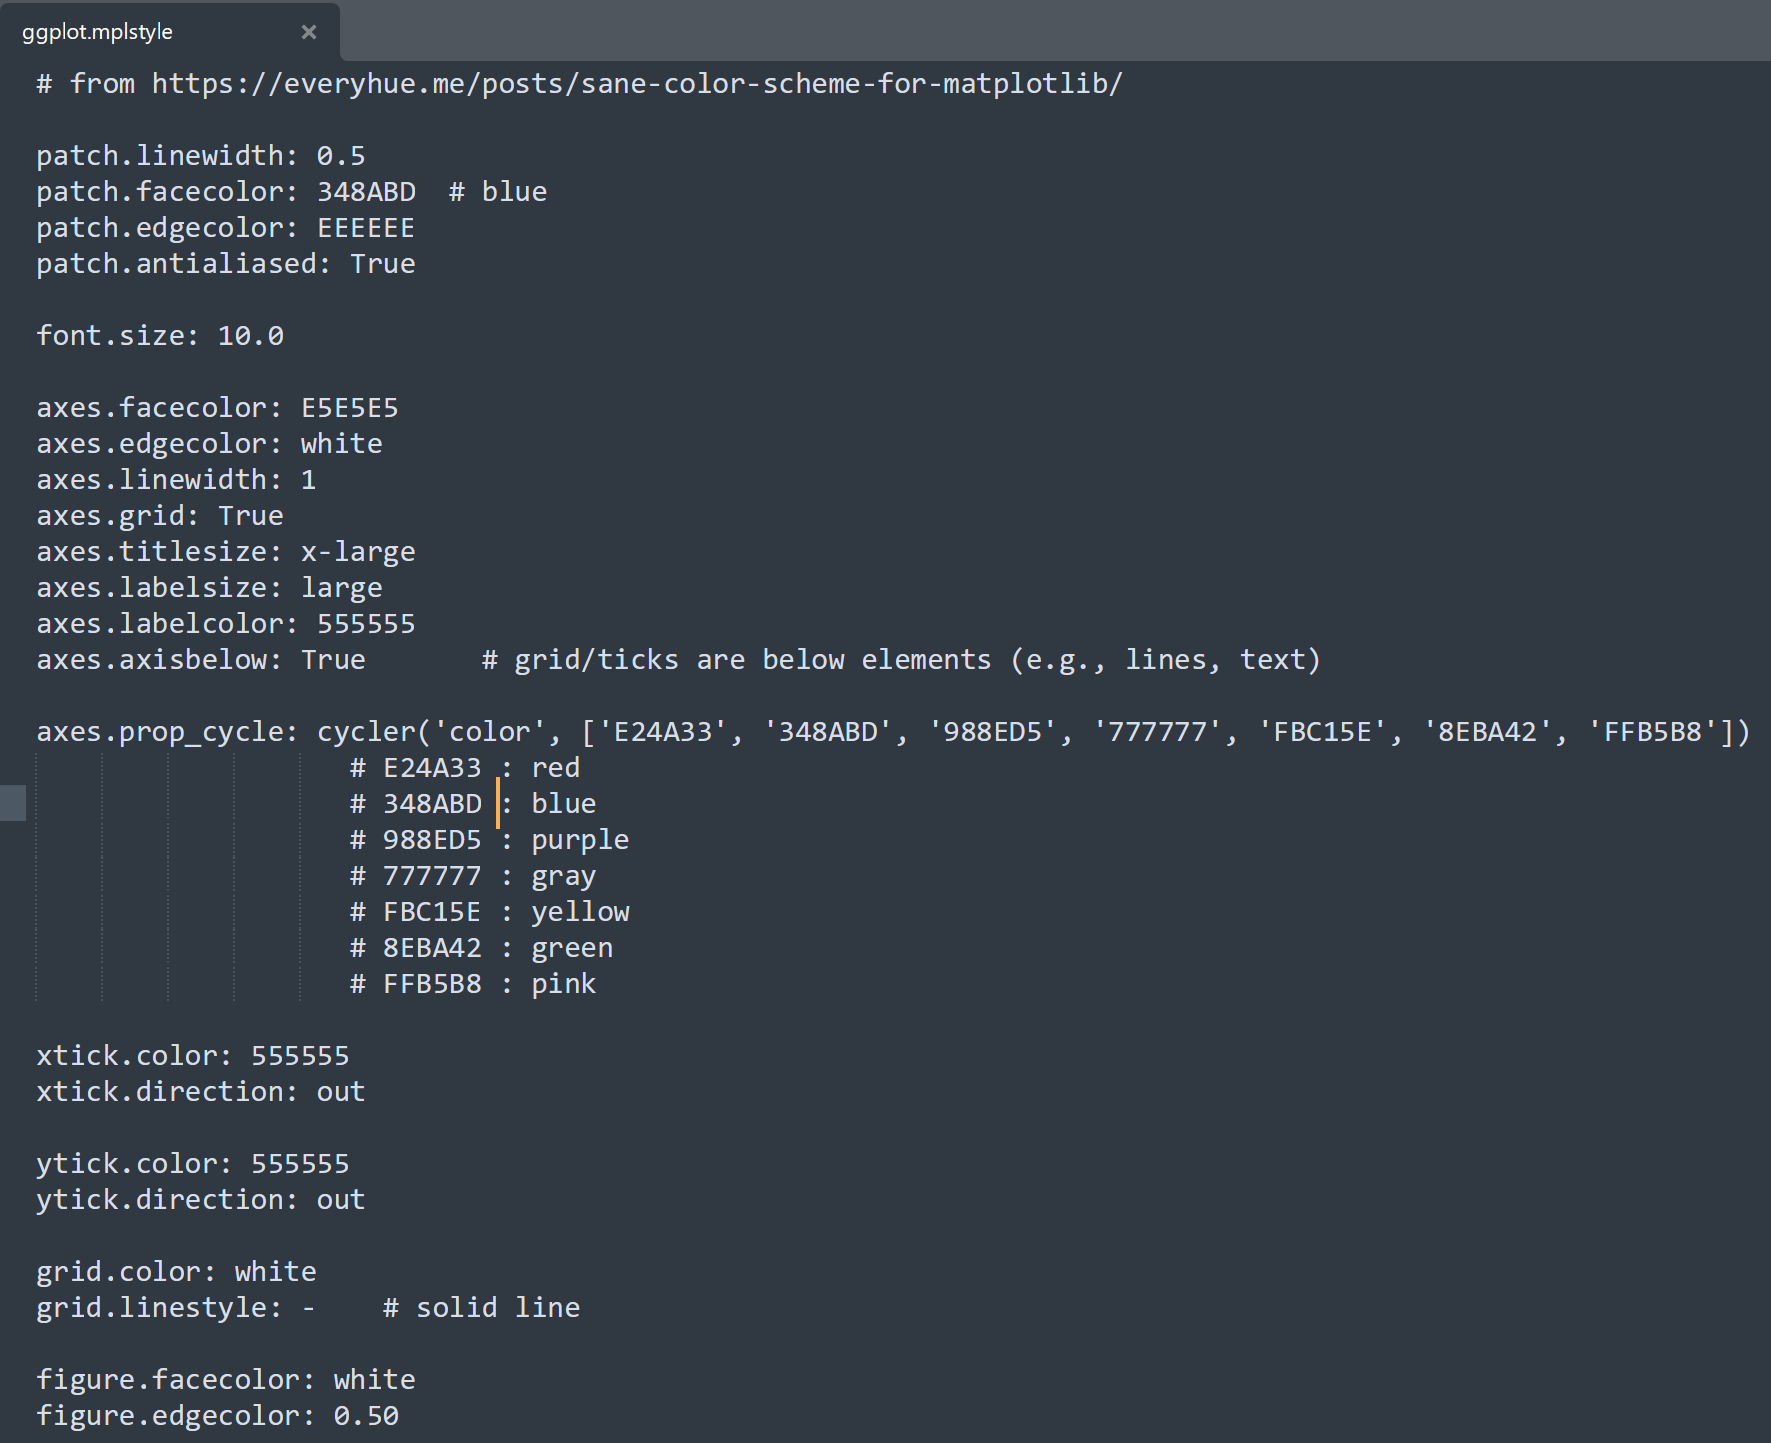 ggplot.mplstyle ×
# from https://everyhue.me/posts/sane-color-scheme-for-matplotlib/
patch.linewidth: 0.5
patch.facecolor: 348ABD  # blue
patch.edgecolor: EEEEEE
patch.antialiased: True
font.size: 10.0
axes.facecolor: E5E5E5
axes.edgecolor: white
axes.linewidth: 1
axes.grid: True
axes.titlesize: x-large
axes.labelsize: large
axes.labelcolor: 555555
axes.axisbelow: True       # grid/ticks are below elements (e.g., lines, text)
axes.prop_cycle: cycler('color', ['E24A33', '348ABD', '988ED5', '777777', 'FBC15E', '8EBA42', 'FFB5B8'])
# E24A33 : red
# 348ABD : blue
# 988ED5 : purple
# 777777 : gray
# FBC15E : yellow
# 8EBA42 : green
# FFB5B8 : pink
xtick.color: 555555
xtick.direction: out
ytick.color: 555555
ytick.direction: out
grid.color: white
grid.linestyle: -    # solid line
figure.facecolor: white
figure.edgecolor: 0.50